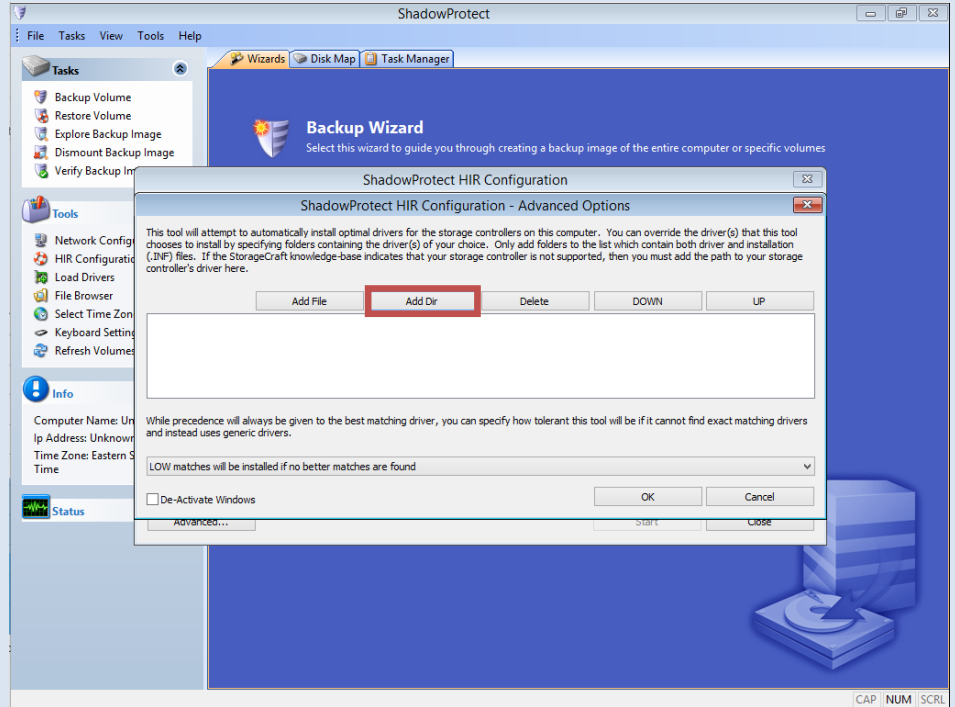 ShadowProtect
File Tasks View Tools Help
Wizards Disk Map Task Manager
Tasks
Backup Volume
Restore Volume
Explore Backup Image
Dismount Backup Image
Verify Backup Im
Tools
Network Configu
HIR Configuratio
Load Drivers
File Browser
Select Time Zon
Keyboard Setting
Refresh Volumes
Info
Computer Name: Un
Ip Address: Unknown
Time Zone: Eastern S
Time
Status
Backup Wizard
Select this wizard to guide you through creating a backup image of the entire computer or specific volumes
ShadowProtect HIR Configuration
ShadowProtect HIR Configuration - Advanced Options
This tool will attempt to automatically install optimal drivers for the storage controllers on this computer. You can override the driver(s) that this tool
chooses to install by specifying folders containing the driver(s) of your choice. Only add folders to the list which contain both driver and installation
(.INF) files. If the StorageCraft knowledge-base indicates that your storage controller is not supported, then you must add the path to your storage
controller's driver here.
Add File Add Dir Delete DOWN UP
While precedence will always be given to the best matching driver, you can specify how tolerant this tool will be if it cannot find exact matching drivers
and instead uses generic drivers.
LOW matches will be installed if no better matches are found
De-Activate Windows
OK Cancel
Advanced... Start Close
CAP NUM SCRL